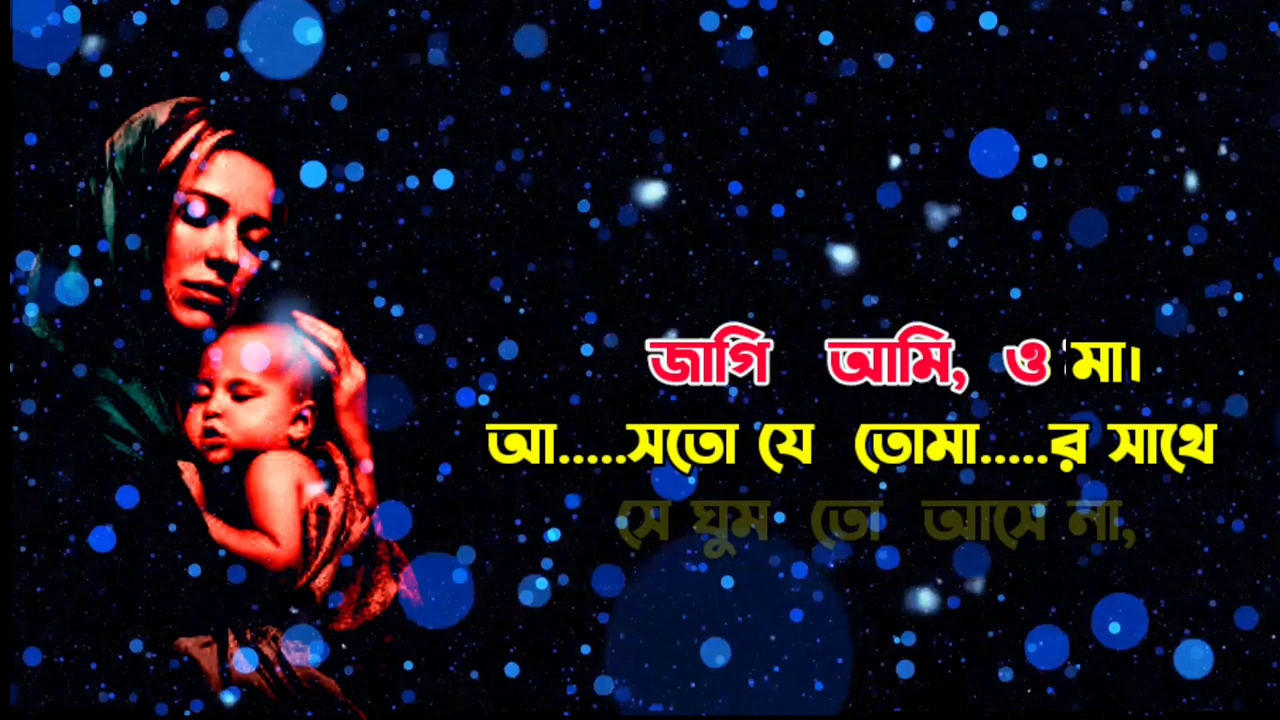 জাগি আমি, ও মা।
আ.....সতো যে তোমা.....র সাথে
সে ঘুম তো আসে না,